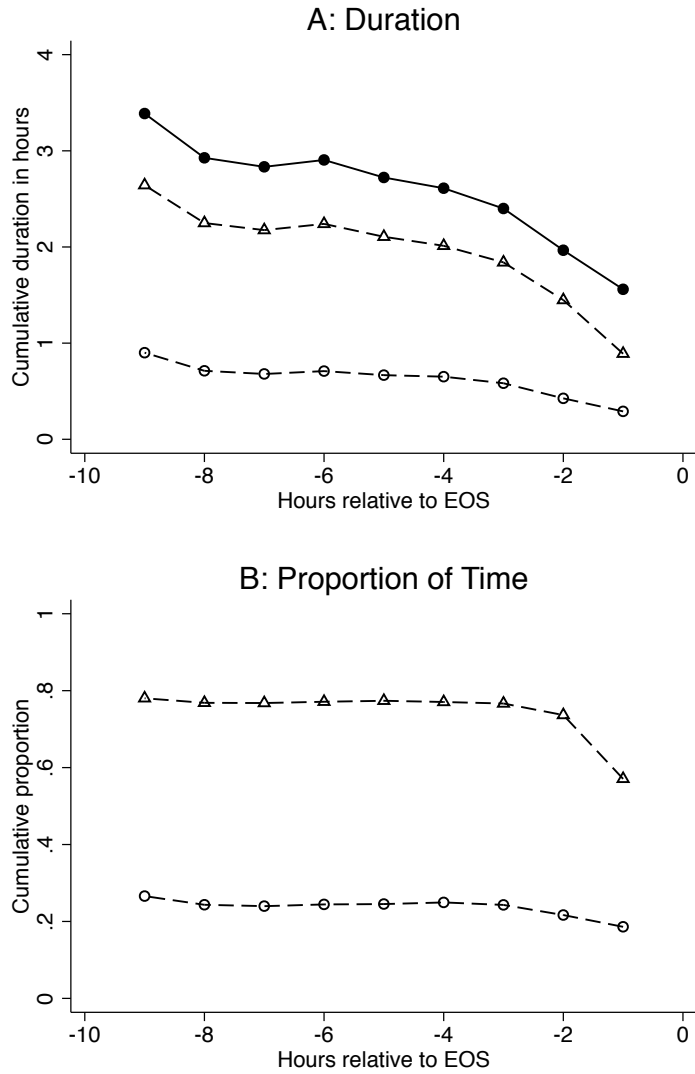 A: Duration
Cumulative duration in hours
4
3
2
1
0
-10 -8 -6 -4 -2 0
Hours relative to EOS
B: Proportion of Time
Cumulative proportion
1
.8
.6
.4
.2
0
-10 -8 -6 -4 -2 0
Hours relative to EOS